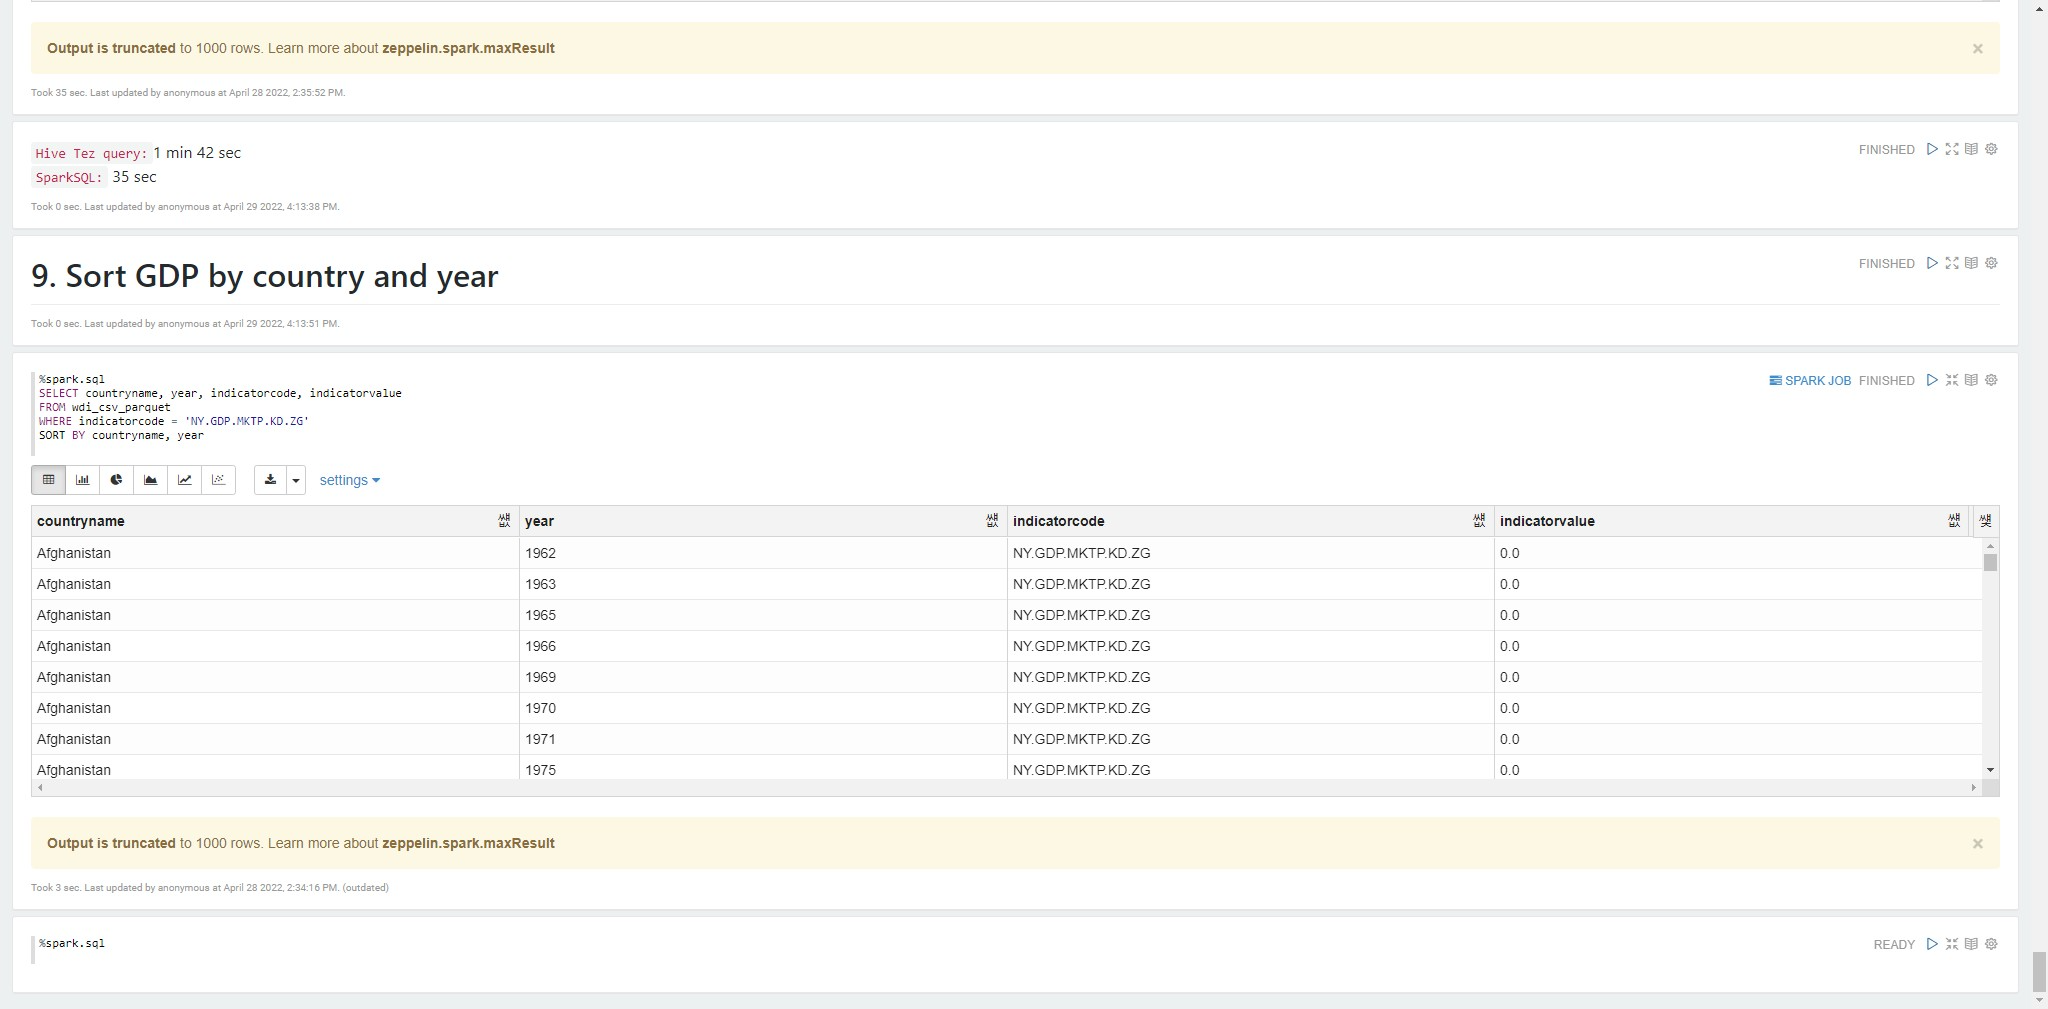 Output is truncated to 1000 rows. Learn more about zeppelin.spark.maxResult ×
Took 35 sec. Last updated by anonymous at April 28 2022, 2:35:52 PM.
Hive Tez query: 1 min 42 sec FINISHED
SparkSQL: 35 sec
Took 0 sec. Last updated by anonymous at April 29 2022, 4:13:38 PM.
9. Sort GDP by country and year FINISHED
Took 0 sec. Last updated by anonymous at April 29 2022, 4:13:51 PM.
%spark.sql SPARK JOB FINISHED
SELECT countryname, year, indicatorcode, indicatorvalue
FROM wdi_csv_parquet
WHERE indicatorcode = 'NY.GDP.MKTP.KD.ZG'
SORT BY countryname, year
settings
countryname year indicatorcode indicatorvalue
Afghanistan 1962 NY.GDP.MKTP.KD.ZG 0.0
Afghanistan 1963 NY.GDP.MKTP.KD.ZG 0.0
Afghanistan 1965 NY.GDP.MKTP.KD.ZG 0.0
Afghanistan 1966 NY.GDP.MKTP.KD.ZG 0.0
Afghanistan 1969 NY.GDP.MKTP.KD.ZG 0.0
Afghanistan 1970 NY.GDP.MKTP.KD.ZG 0.0
Afghanistan 1971 NY.GDP.MKTP.KD.ZG 0.0
Afghanistan 1975 NY.GDP.MKTP.KD.ZG 0.0
Output is truncated to 1000 rows. Learn more about zeppelin.spark.maxResult ×
Took 3 sec. Last updated by anonymous at April 28 2022, 2:34:16 PM. (outdated)
%spark.sql READY